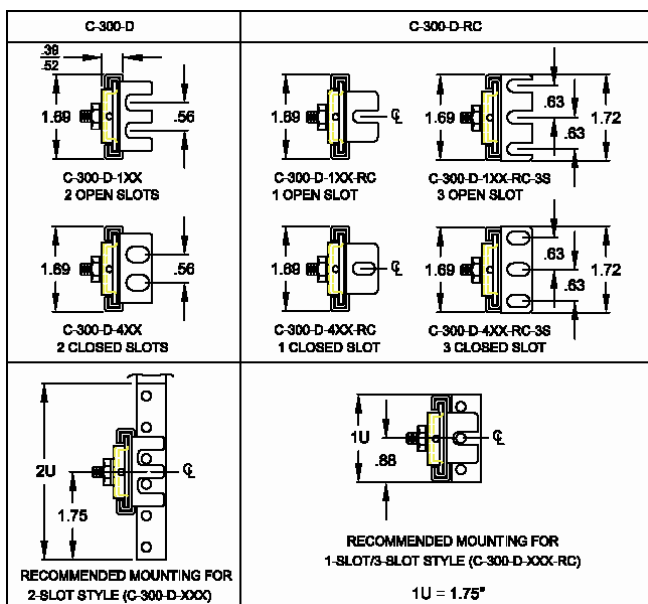 C-300-D
C-300-D-RC
.39
.52
1.69
.56
C-300-D-1XX
2 OPEN SLOTS
1.69
℄
C-300-D-1XX-RC
1 OPEN SLOT
1.69
.63
.63
1.72
C-300-D-1XX-RC-3S
3 OPEN SLOT
1.69
.56
C-300-D-4XX
2 CLOSED SLOTS
1.69
℄
C-300-D-4XX-RC
1 CLOSED SLOT
1.69
.63
.63
1.72
C-300-D-4XX-RC-3S
3 CLOSED SLOT
2U
1.75
℄
RECOMMENDED MOUNTING FOR
2-SLOT STYLE (C-300-D-XXX)
1U
.88
℄
RECOMMENDED MOUNTING FOR
1-SLOT/3-SLOT STYLE (C-300-D-XXX-RC)
1U = 1.75"